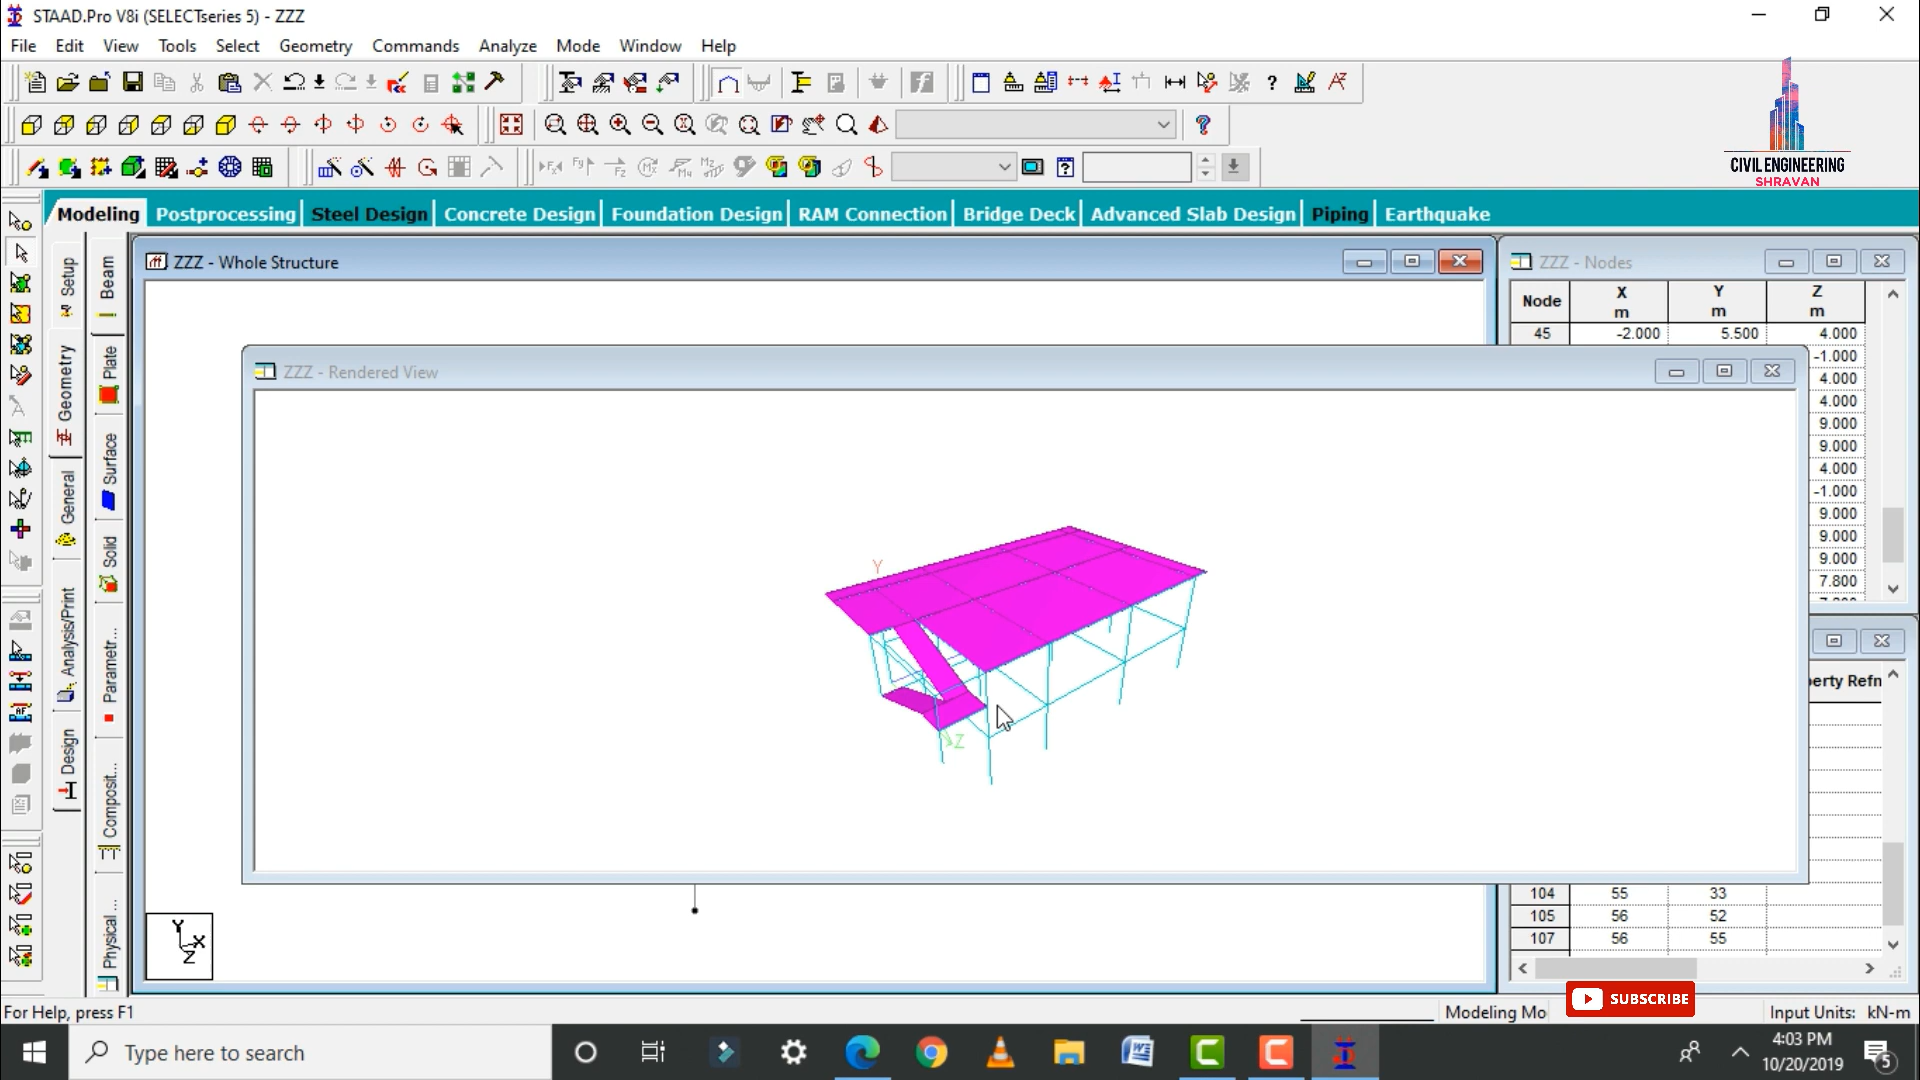 STAAD.Pro V8i (SELECTseries 5) - ZZZ
File Edit View Tools Select Geometry Commands Analyze Mode Window Help
CIVIL ENGINEERING
SHRAVAN
Modeling Postprocessing Steel Design Concrete Design Foundation Design RAM Connection Bridge Deck Advanced Slab Design Piping Earthquake
Setup
Geometry
General
Analysis/Print
Design
Beam
Plate
Surface
Solid
Parametr...
Composit...
Physical ...
ZZZ - Whole Structure
ZZZ - Rendered View
Y
Z
Y
X
Z
ZZZ - Nodes
Node X m Y m Z m
45 -2.000 5.500 4.000
-1.000
4.000
4.000
9.000
9.000
4.000
-1.000
9.000
9.000
9.000
7.800
erty Refn
104 55 33
105 56 52
107 56 55
SUBSCRIBE
For Help, press F1
Modeling Mo
Input Units: kN-m
Type here to search
4:03 PM
10/20/2019
5